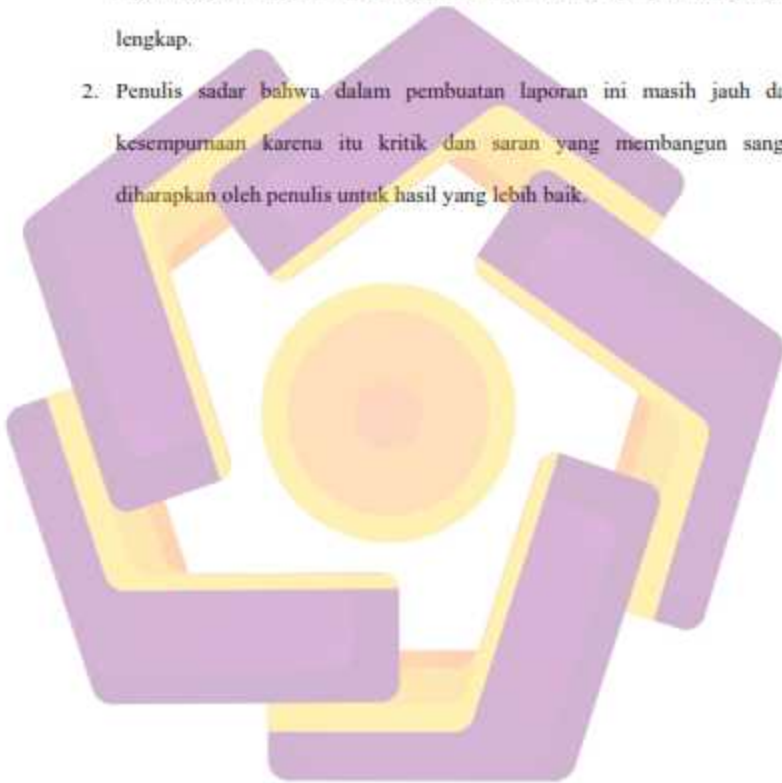 lengkap.
2. Penulis sadar bahwa dalam pembuatan laporan ini masih jauh da
kesempurnaan karena itu kritik dan saran yang membangun sang
diharapkan oleh penulis untuk hasil yang lebih baik.